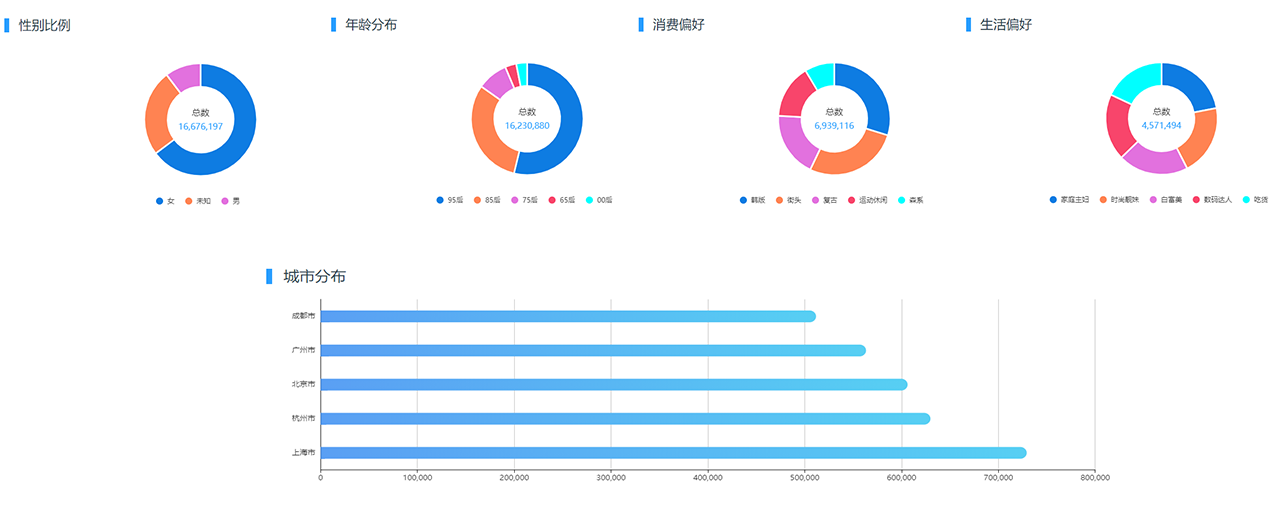 性别比例
总数
16,676,197
女 未知 男
年龄分布
总数
16,230,880
95后 85后 75后 65后 00后
消费偏好
总数
6,939,116
韩版 街头 复古 运动休闲 森系
生活偏好
总数
4,571,494
家庭主妇 时尚靓妹 白富美 数码达人 吃货
城市分布
成都市
广州市
北京市
杭州市
上海市
0 100,000 200,000 300,000 400,000 500,000 600,000 700,000 800,000